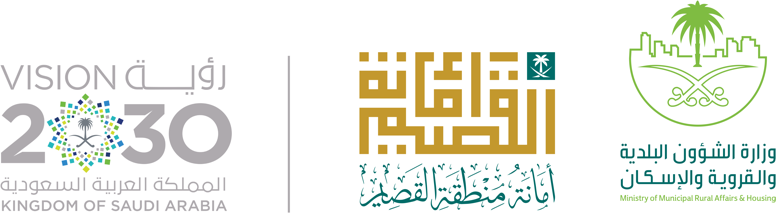 VISION رؤيـــة
2030
المملكة العربية السعودية
KINGDOM OF SAUDI ARABIA
أمانة القصيم
أمانة منطقة القصيم
وزارة الشؤون البلدية
والقروية والإسكان
Ministry of Municipal Rural Affairs & Housing